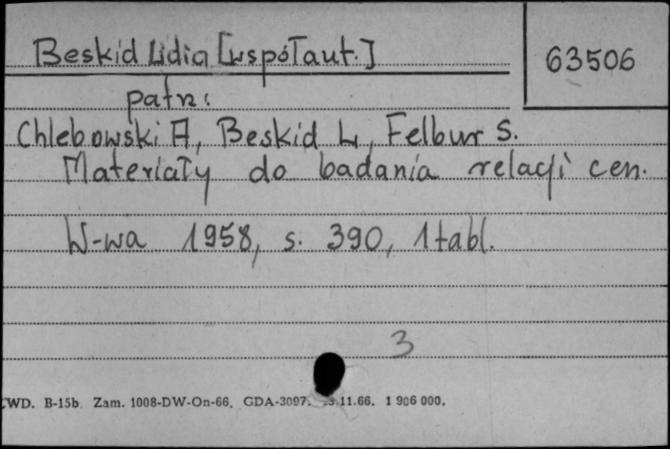 Beskid Lidia [współaut.]
63506
patrz:
Chlebowski A, Beskid L, Felbur S.
Materiały do badania relacji cen.
W-wa 1958, s. 390, 1 tabl.
3
CWD. B-15b. Zam. 1008-DW-On-66. GDA-3097. 11.66. 1 906 000.